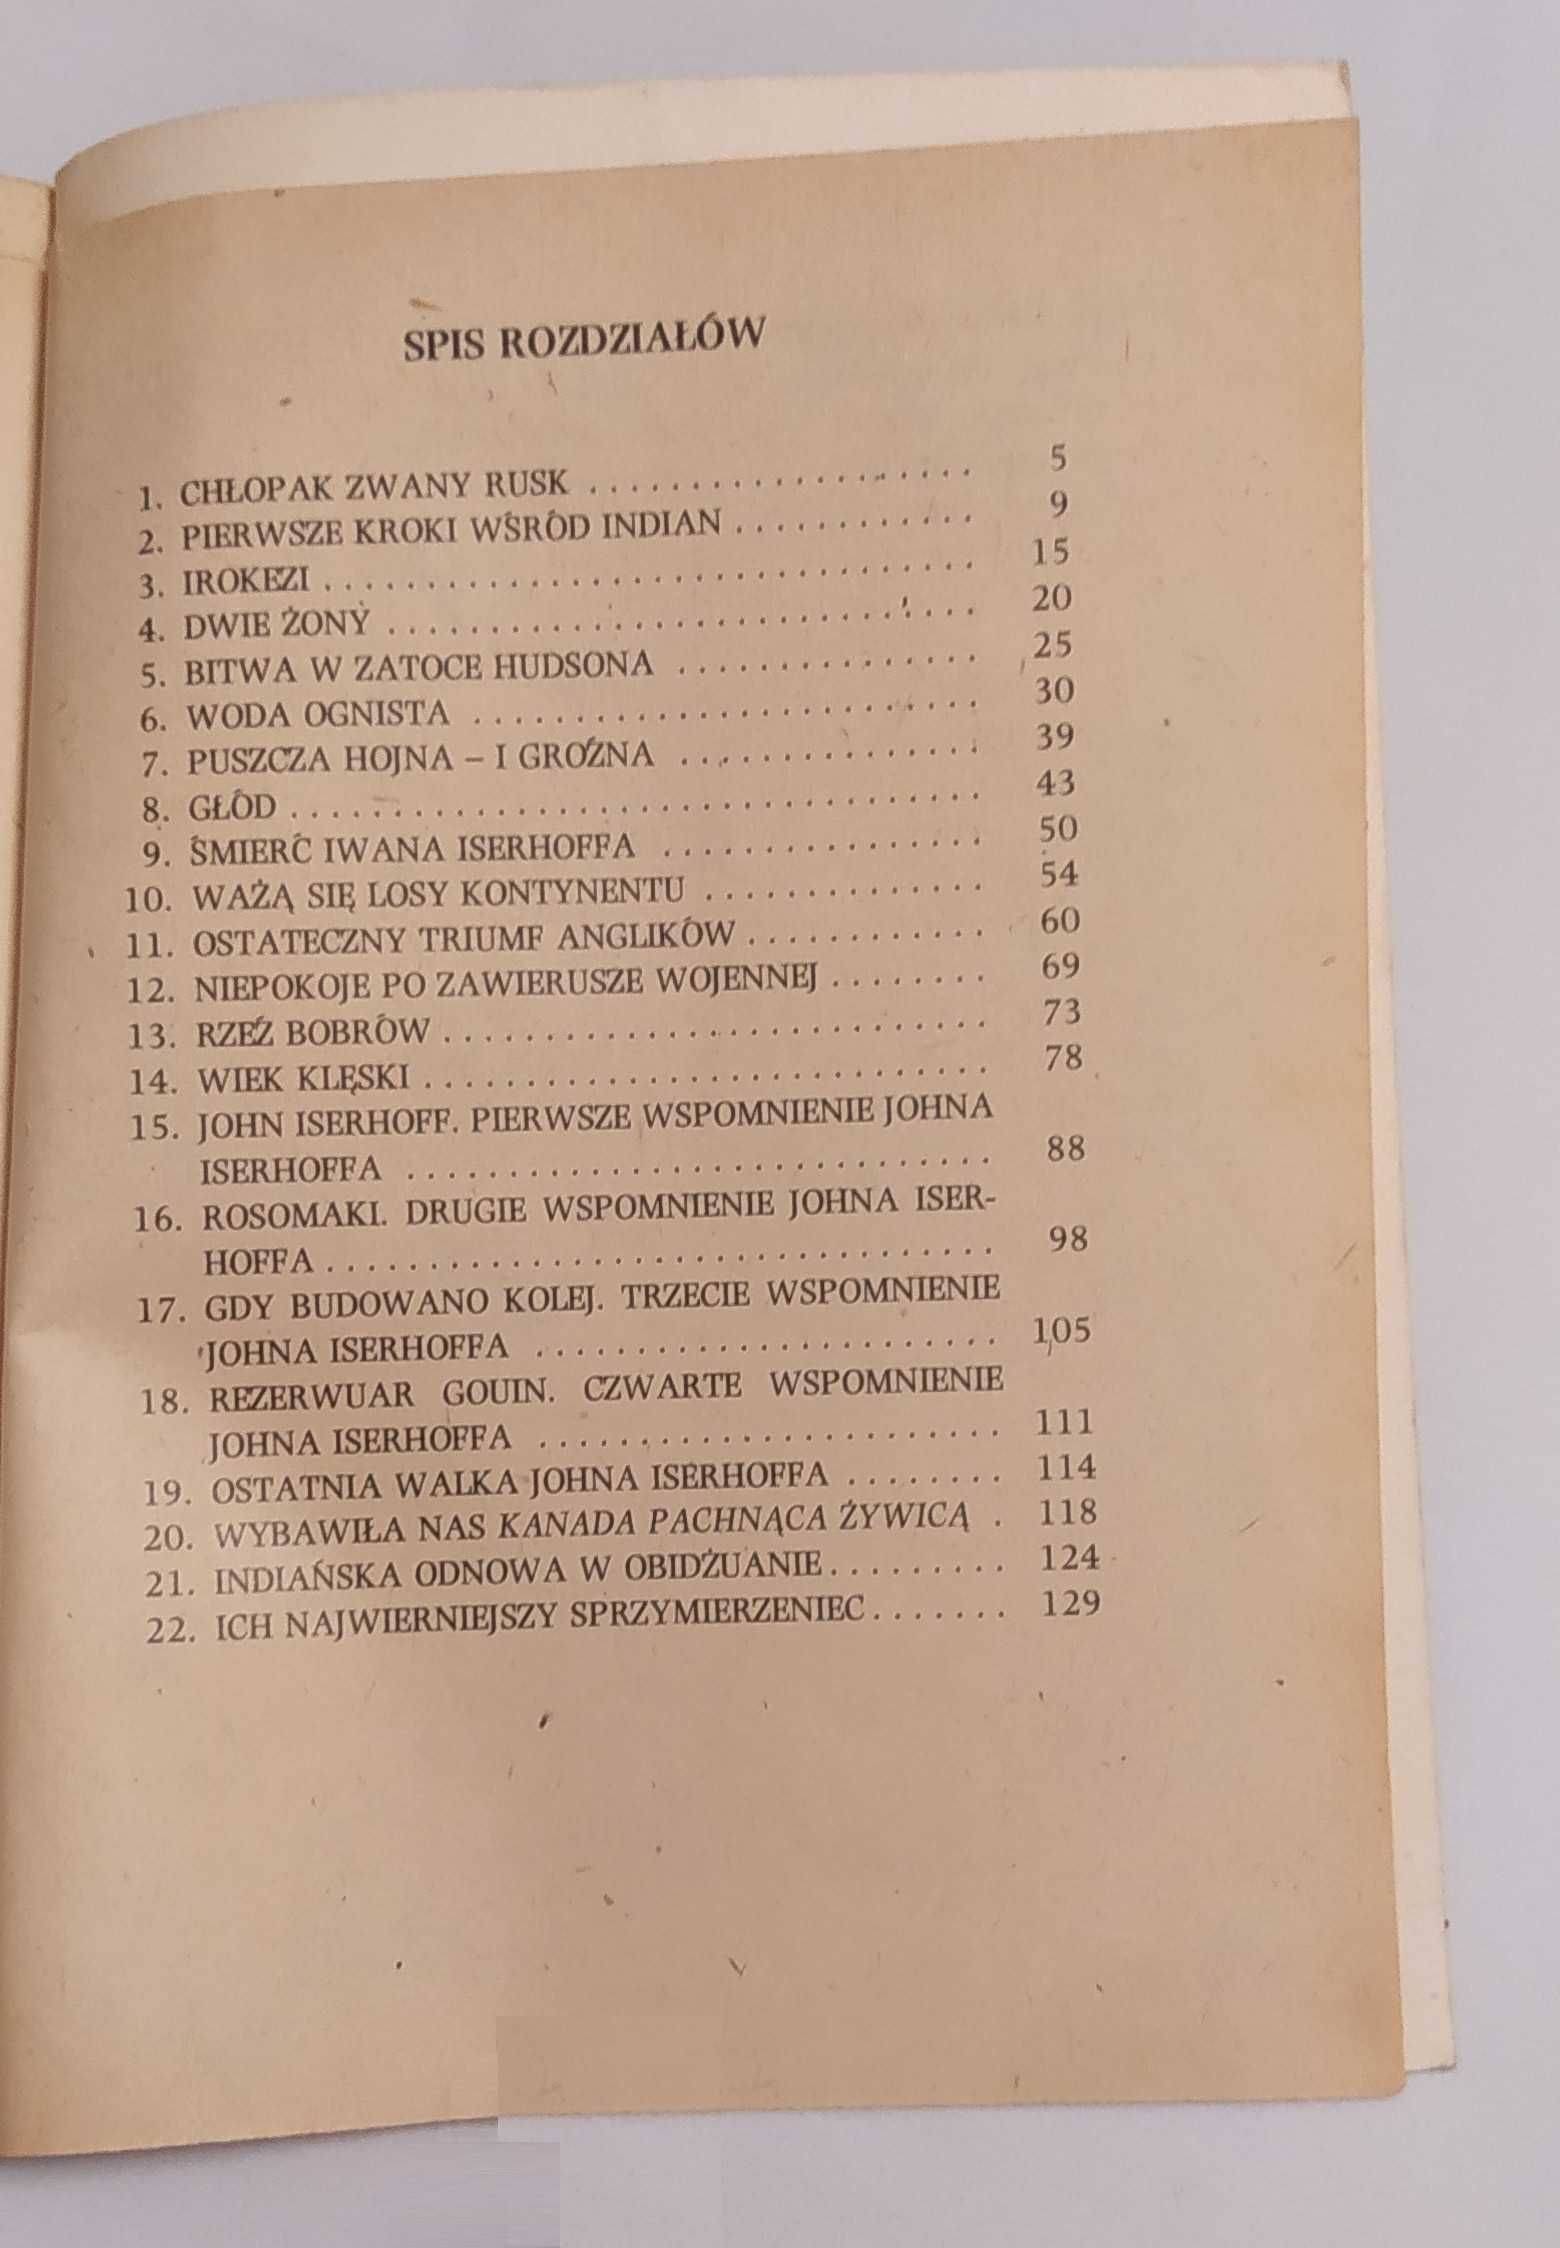 SPIS ROZDZIAŁÓW
1. CHŁOPAK ZWANY RUSK . . . . . . . . . . . . . . . . . . . 5
2. PIERWSZE KROKI WŚRÓD INDIAN . . . . . . . . . . . . 9
3. IROKEZI . . . . . . . . . . . . . . . . . . . . . . . . . . . . . . . . 15
4. DWIE ŻONY . . . . . . . . . . . . . . . . . . . . . . . . . . . . . 20
5. BITWA W ZATOCE HUDSONA . . . . . . . . . . . . . . . 25
6. WODA OGNISTA . . . . . . . . . . . . . . . . . . . . . . . . . 30
7. PUSZCZA HOJNA – I GROŹNA . . . . . . . . . . . . . . . 39
8. GŁÓD . . . . . . . . . . . . . . . . . . . . . . . . . . . . . . . . . . 43
9. ŚMIERĆ IWANA ISERHOFFA . . . . . . . . . . . . . . . . 50
10. WAŻĄ SIĘ LOSY KONTYNENTU . . . . . . . . . . . . . . 54
11. OSTATECZNY TRIUMF ANGLIKÓW . . . . . . . . . . . . 60
12. NIEPOKOJE PO ZAWIERUSZE WOJENNEJ . . . . . . . . 69
13. RZEŹ BOBRÓW . . . . . . . . . . . . . . . . . . . . . . . . . . . 73
14. WIEK KLĘSKI . . . . . . . . . . . . . . . . . . . . . . . . . . . . 78
15. JOHN ISERHOFF. PIERWSZE WSPOMNIENIE JOHNA
ISERHOFFA . . . . . . . . . . . . . . . . . . . . . . . . . . . . . 88
16. ROSOMAKI. DRUGIE WSPOMNIENIE JOHNA ISER-
HOFFA . . . . . . . . . . . . . . . . . . . . . . . . . . . . . . . . . 98
17. GDY BUDOWANO KOLEJ. TRZECIE WSPOMNIENIE
JOHNA ISERHOFFA . . . . . . . . . . . . . . . . . . . . . . . 105
18. REZERWUAR GOUIN. CZWARTE WSPOMNIENIE
JOHNA ISERHOFFA . . . . . . . . . . . . . . . . . . . . . . . 111
19. OSTATNIA WALKA JOHNA ISERHOFFA . . . . . . . . 114
20. WYBAWIŁA NAS KANADA PACHNĄCA ŻYWICĄ . 118
21. INDIAŃSKA ODNOWA W OBIDŻUANIE . . . . . . . . . 124
22. ICH NAJWIERNIEJSZY SPRZYMIERZENIEC . . . . . . . 129